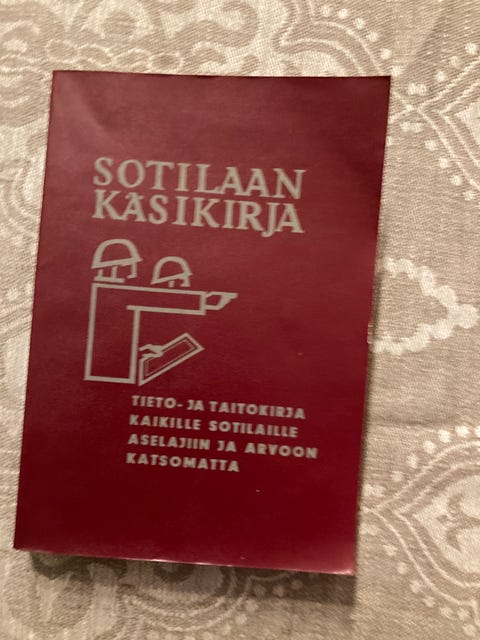 SOTILAAN
KÄSIKIRJA
TIETO- JA TAITOKIRJA
KAIKILLE SOTILAILLE
ASELAJIIN JA ARVOON
KATSOMATTA